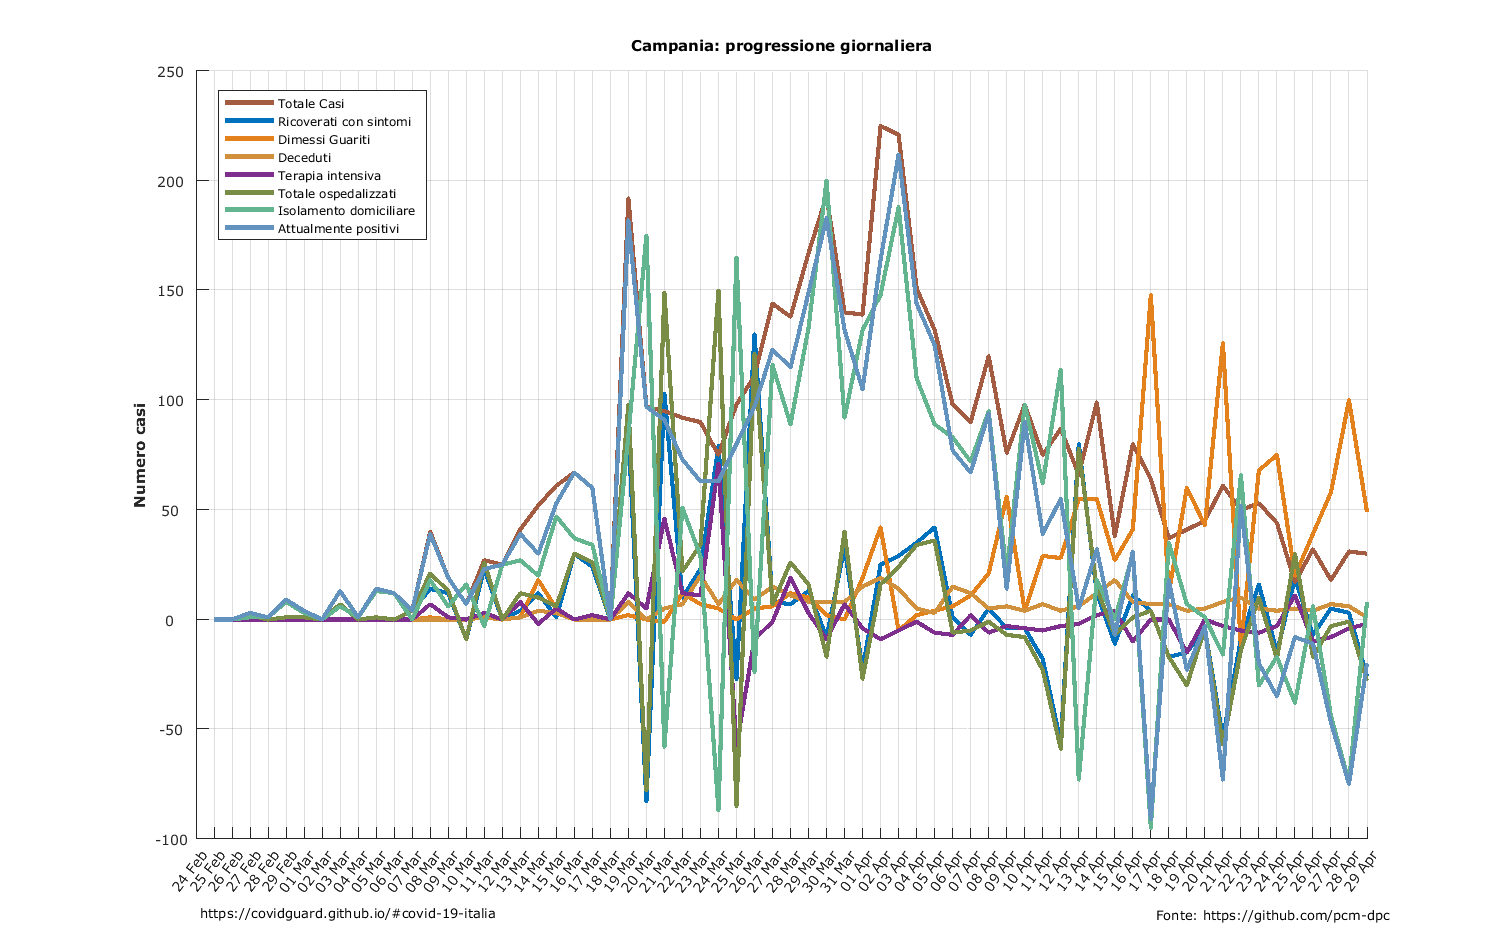 Campania: progressione giornaliera
250
200
150
100
50
0
-50
-100
Numero casi
Totale Casi
Ricoverati con sintomi
Dimessi Guariti
Deceduti
Terapia intensiva
Totale ospedalizzati
Isolamento domiciliare
Attualmente positivi
24 Feb
25 Feb
26 Feb
27 Feb
28 Feb
29 Feb
01 Mar
02 Mar
03 Mar
04 Mar
05 Mar
06 Mar
07 Mar
08 Mar
09 Mar
10 Mar
11 Mar
12 Mar
13 Mar
14 Mar
15 Mar
16 Mar
17 Mar
18 Mar
19 Mar
20 Mar
21 Mar
22 Mar
23 Mar
24 Mar
25 Mar
26 Mar
27 Mar
28 Mar
29 Mar
30 Mar
31 Mar
01 Apr
02 Apr
03 Apr
04 Apr
05 Apr
06 Apr
07 Apr
08 Apr
09 Apr
10 Apr
11 Apr
12 Apr
13 Apr
14 Apr
15 Apr
16 Apr
17 Apr
18 Apr
19 Apr
20 Apr
21 Apr
22 Apr
23 Apr
24 Apr
25 Apr
26 Apr
27 Apr
28 Apr
29 Apr
https://covidguard.github.io/#covid-19-italia
Fonte: https://github.com/pcm-dpc